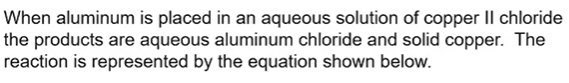 When aluminum is placed in an aqueous solution of copper II chloride
the products are aqueous aluminum chloride and solid copper.  The
reaction is represented by the equation shown below.